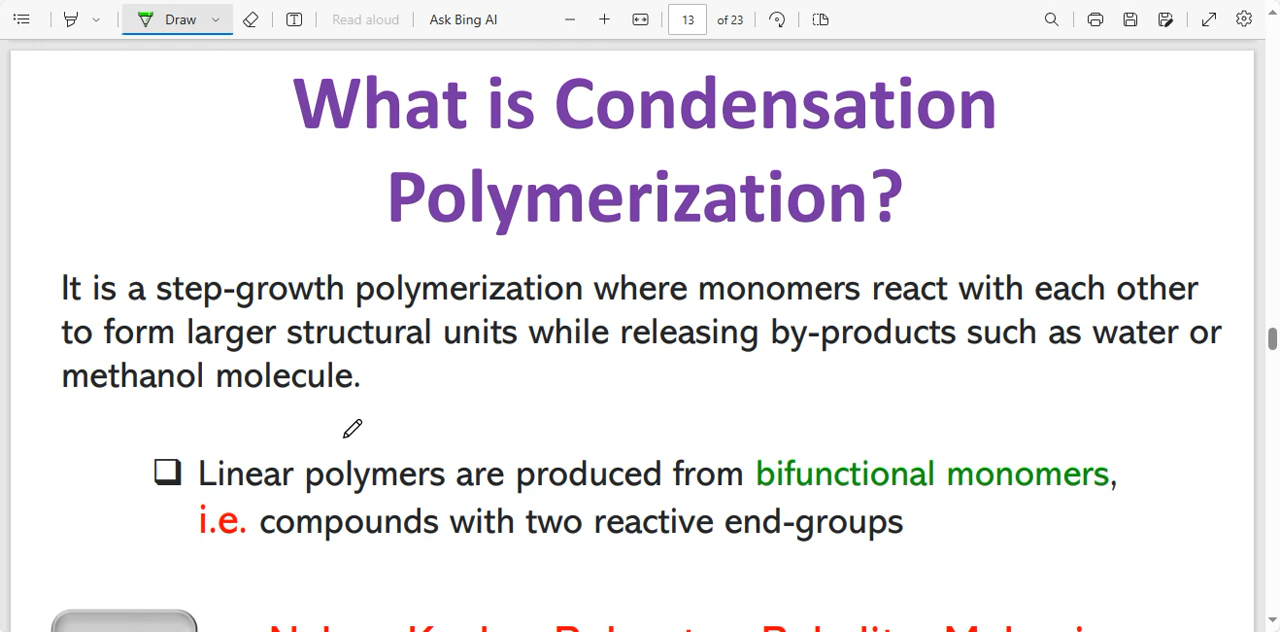 Draw
Read aloud
Ask Bing AI
13
of 23
What is Condensation
Polymerization?
It is a step-growth polymerization where monomers react with each other
to form larger structural units while releasing by-products such as water or
methanol molecule.
Linear polymers are produced from bifunctional monomers,
i.e. compounds with two reactive end-groups